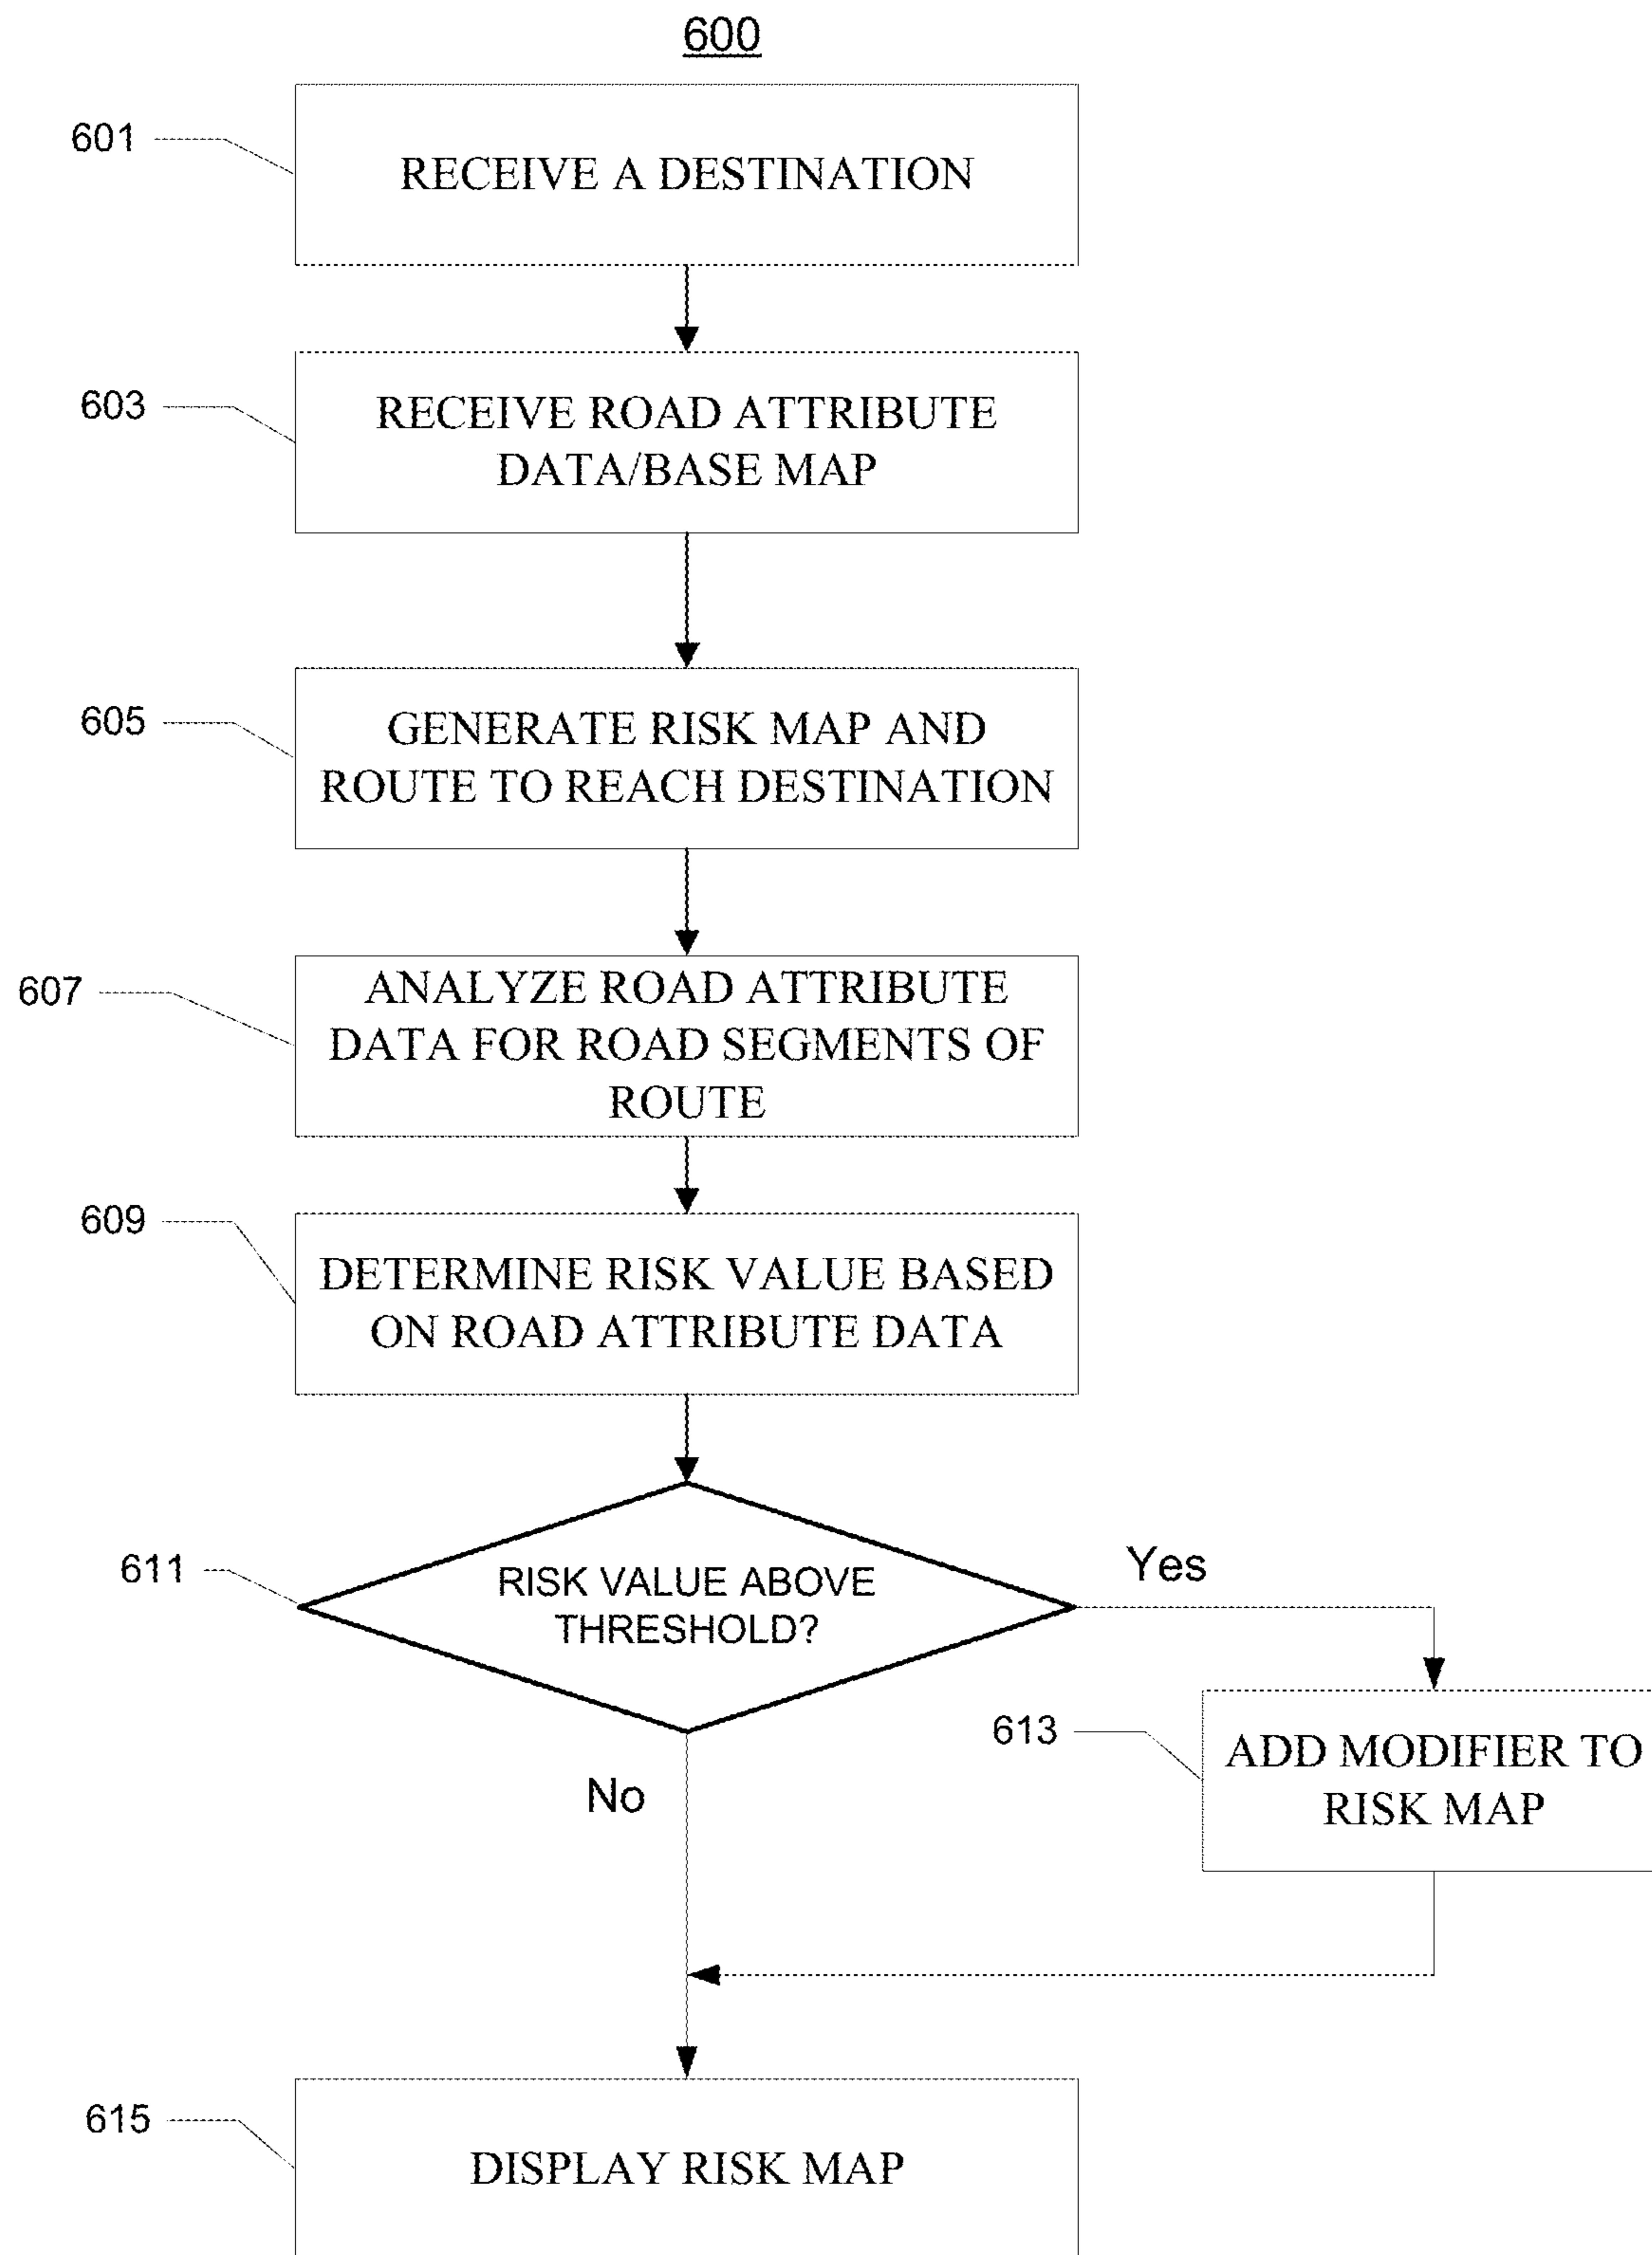 600
601
RECEIVE A DESTINATION
603
RECEIVE ROAD ATTRIBUTE
DATA/BASE MAP
605
GENERATE RISK MAP AND
ROUTE TO REACH DESTINATION
607
ANALYZE ROAD ATTRIBUTE
DATA FOR ROAD SEGMENTS OF
ROUTE
609
DETERMINE RISK VALUE BASED
ON ROAD ATTRIBUTE DATA
611
RISK VALUE ABOVE
THRESHOLD?
Yes
613
ADD MODIFIER TO
RISK MAP
No
615
DISPLAY RISK MAP